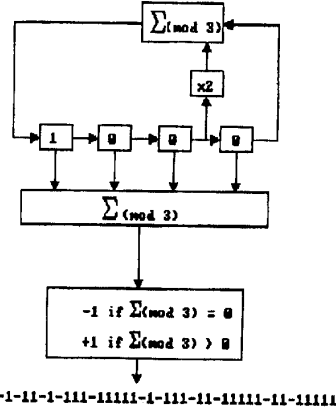 ∑(mod 3)
x2
1 0 0 0
∑(mod 3)
-1 if ∑(mod 3) = 0
+1 if ∑(mod 3) > 0
-1-11-1-111-11111-1-111-11-11111-11-11111